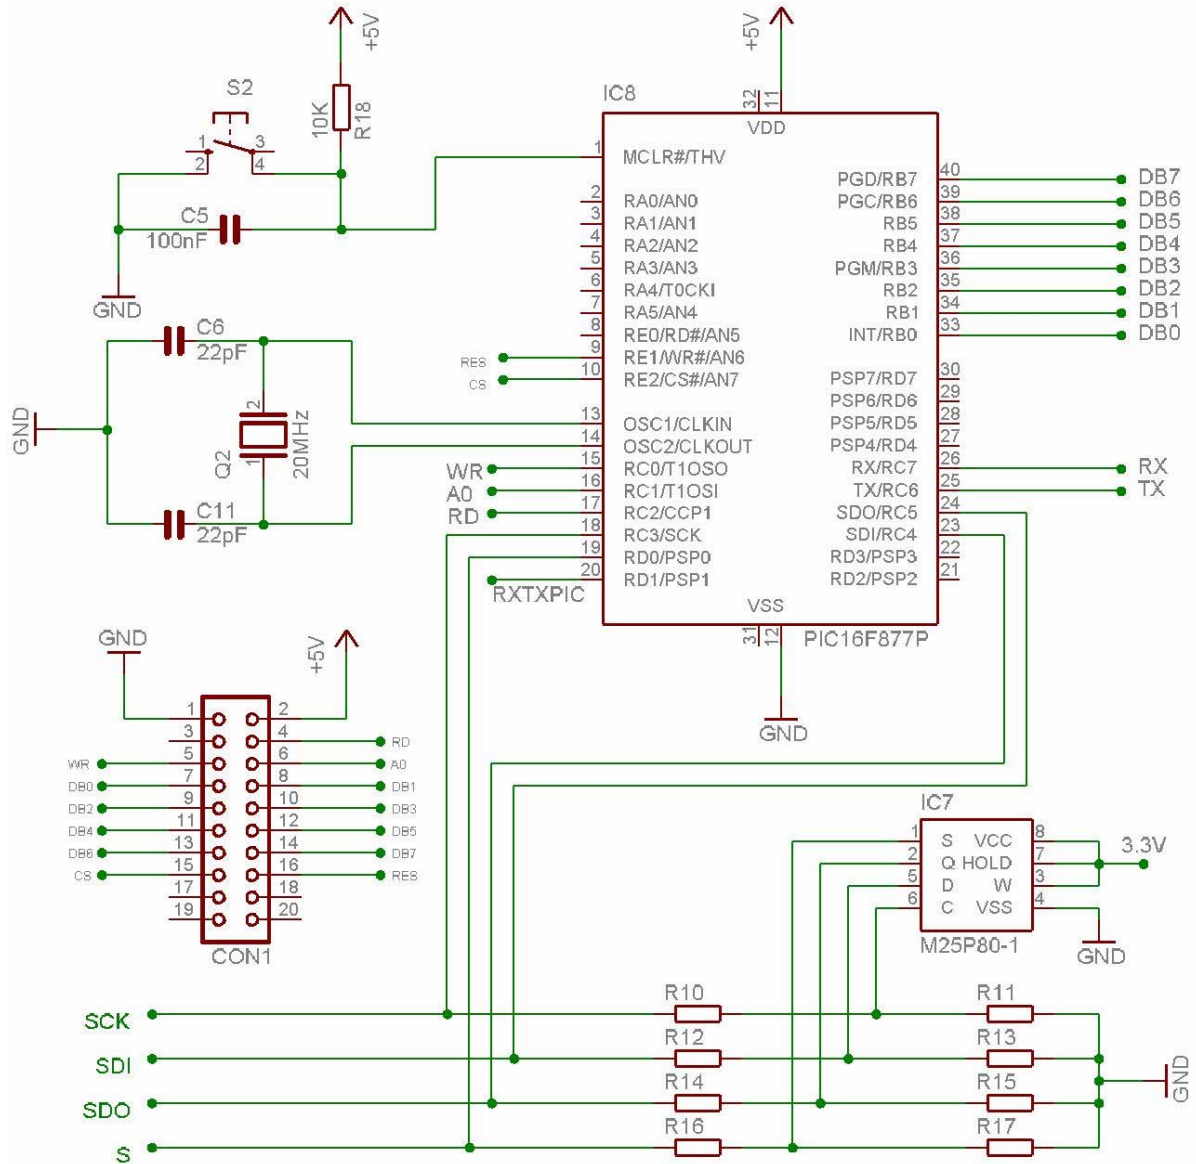 +5V
S2
1 3
2 4
10K
R18
C5
100nF
GND
C6
22pF
GND
2
Q2
1
20MHz
C11
22pF
+5V
IC8
32 11
VDD
1 MCLR#/THV
2 RA0/AN0
3 RA1/AN1
4 RA2/AN2
5 RA3/AN3
6 RA4/T0CKI
7 RA5/AN4
8 RE0/RD#/AN5
RES 9 RE1/WR#/AN6
CS 10 RE2/CS#/AN7
13 OSC1/CLKIN
14 OSC2/CLKOUT
WR 15 RC0/T1OSO
A0 16 RC1/T1OSI
RD 17 RC2/CCP1
18 RC3/SCK
19 RD0/PSP0
RXTXPIC 20 RD1/PSP1
PGD/RB7 40 DB7
PGC/RB6 39 DB6
RB5 38 DB5
RB4 37 DB4
PGM/RB3 36 DB3
RB2 35 DB2
RB1 34 DB1
INT/RB0 33 DB0
PSP7/RD7 30
PSP6/RD6 29
PSP5/RD5 28
PSP4/RD4 27
RX/RC7 26 RX
TX/RC6 25 TX
SDO/RC5 24
SDI/RC4 23
RD3/PSP3 22
RD2/PSP2 21
VSS
31 12
PIC16F877P
GND
GND
+5V
1 2
3 4 RD
WR 5 6 A0
DB0 7 8 DB1
DB2 9 10 DB3
DB4 11 12 DB5
DB6 13 14 DB7
CS 15 16 RES
17 18
19 20
CON1
IC7
1 S VCC 8
2 Q HOLD 7 3.3V
5 D W 3
6 C VSS 4
M25P80-1
GND
SCK R10 R11
SDI R12 R13
SDO R14 R15
S R16 R17
GND